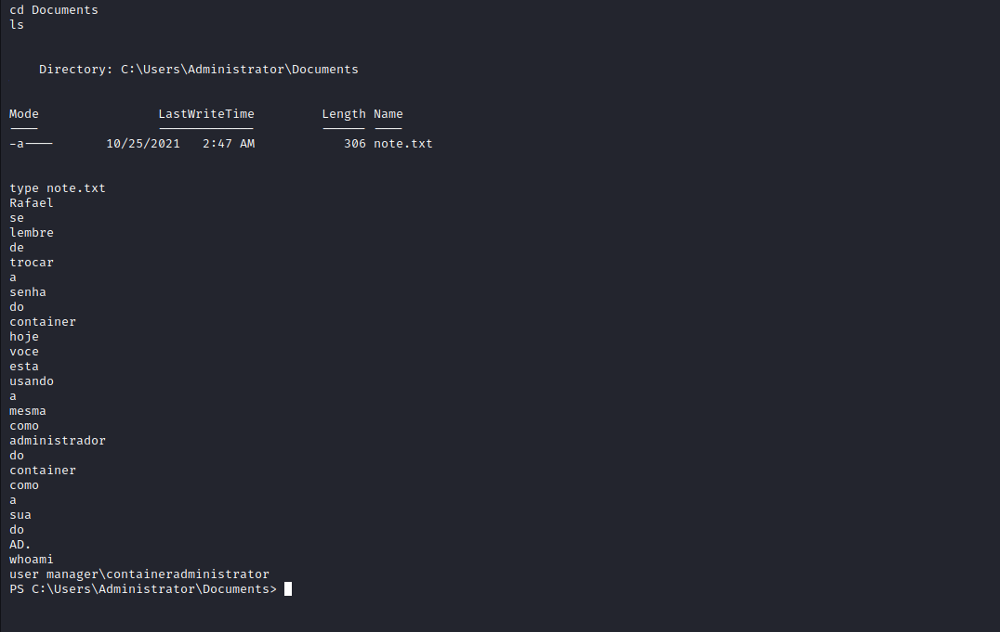 cd Documents
ls
Directory: C:\Users\Administrator\Documents
Mode LastWriteTime Length Name
---- ------------- ------ ----
-a---- 10/25/2021 2:47 AM 306 note.txt
type note.txt
Rafael
se
lembre
de
trocar
a
senha
do
container
hoje
voce
esta
usando
a
mesma
como
administrador
do
container
como
a
sua
do
AD.
whoami
user manager\containeradministrator
PS C:\Users\Administrator\Documents>